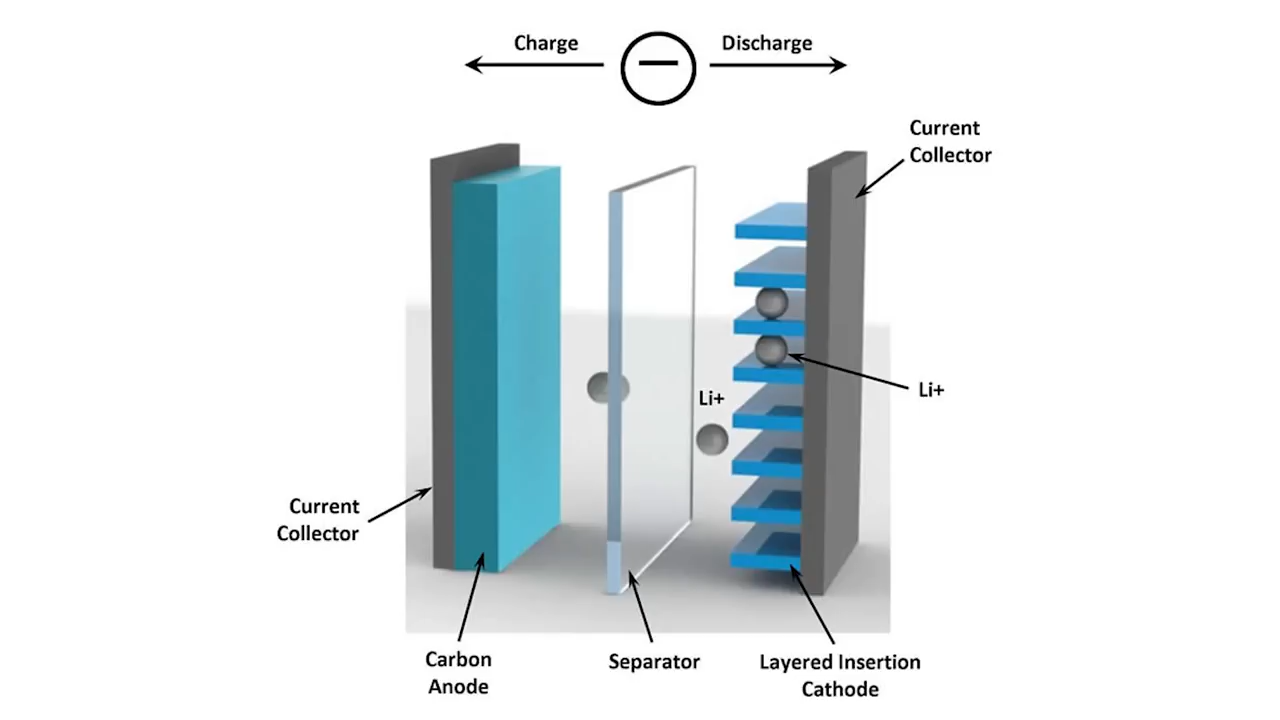 Charge
Discharge
Current
Collector
Li+
Li+
Current
Collector
Carbon
Anode
Separator
Layered Insertion
Cathode